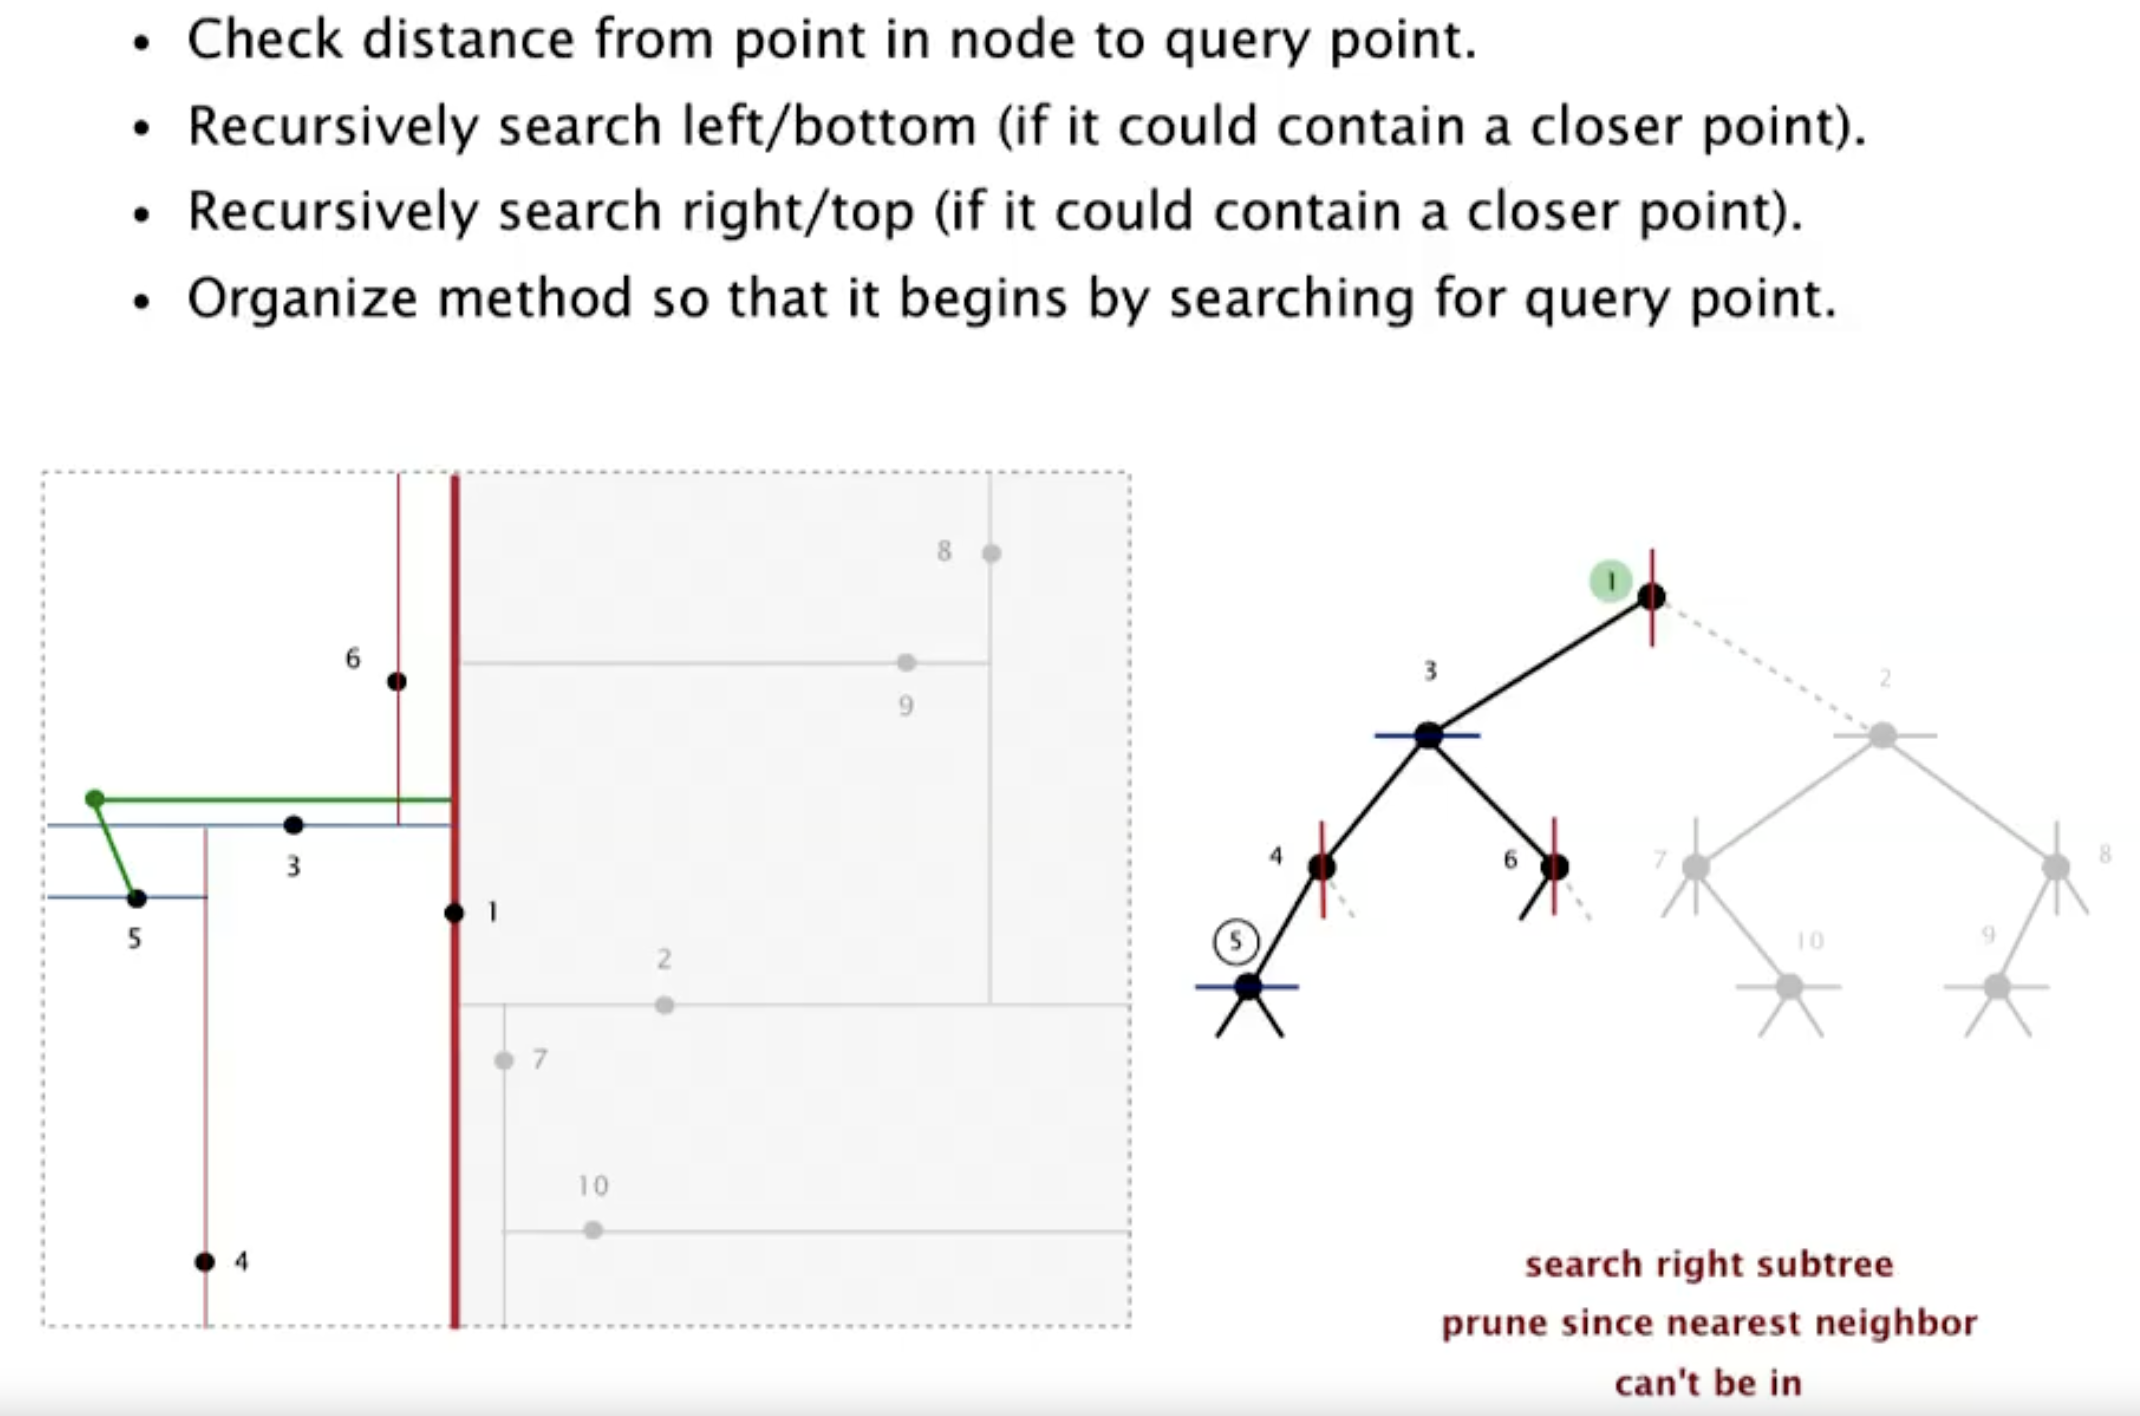 • Check distance from point in node to query point.
• Recursively search left/bottom (if it could contain a closer point).
• Recursively search right/top (if it could contain a closer point).
• Organize method so that it begins by searching for query point.
8
6
9
3
5
1
2
7
10
4
1
3
2
4
6
7
8
5
10
9
search right subtree
prune since nearest neighbor
can't be in